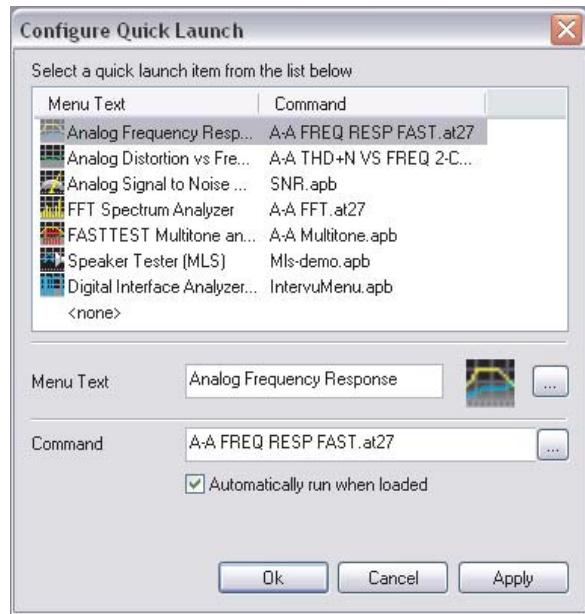 Configure Quick Launch
Select a quick launch item from the list below
Menu Text Command
Analog Frequency Resp... A-A FREQ RESP FAST.at27
Analog Distortion vs Fre... A-A THD+N VS FREQ 2-C...
Analog Signal to Noise ... SNR.apb
FFT Spectrum Analyzer A-A FFT.at27
FASTTEST Multitone an... A-A Multitone.apb
Speaker Tester (MLS) Mls-demo.apb
Digital Interface Analyzer... IntervuMenu.apb
<none>
Menu Text Analog Frequency Response ...
Command A-A FREQ RESP FAST.at27 ...
Automatically run when loaded
Ok Cancel Apply